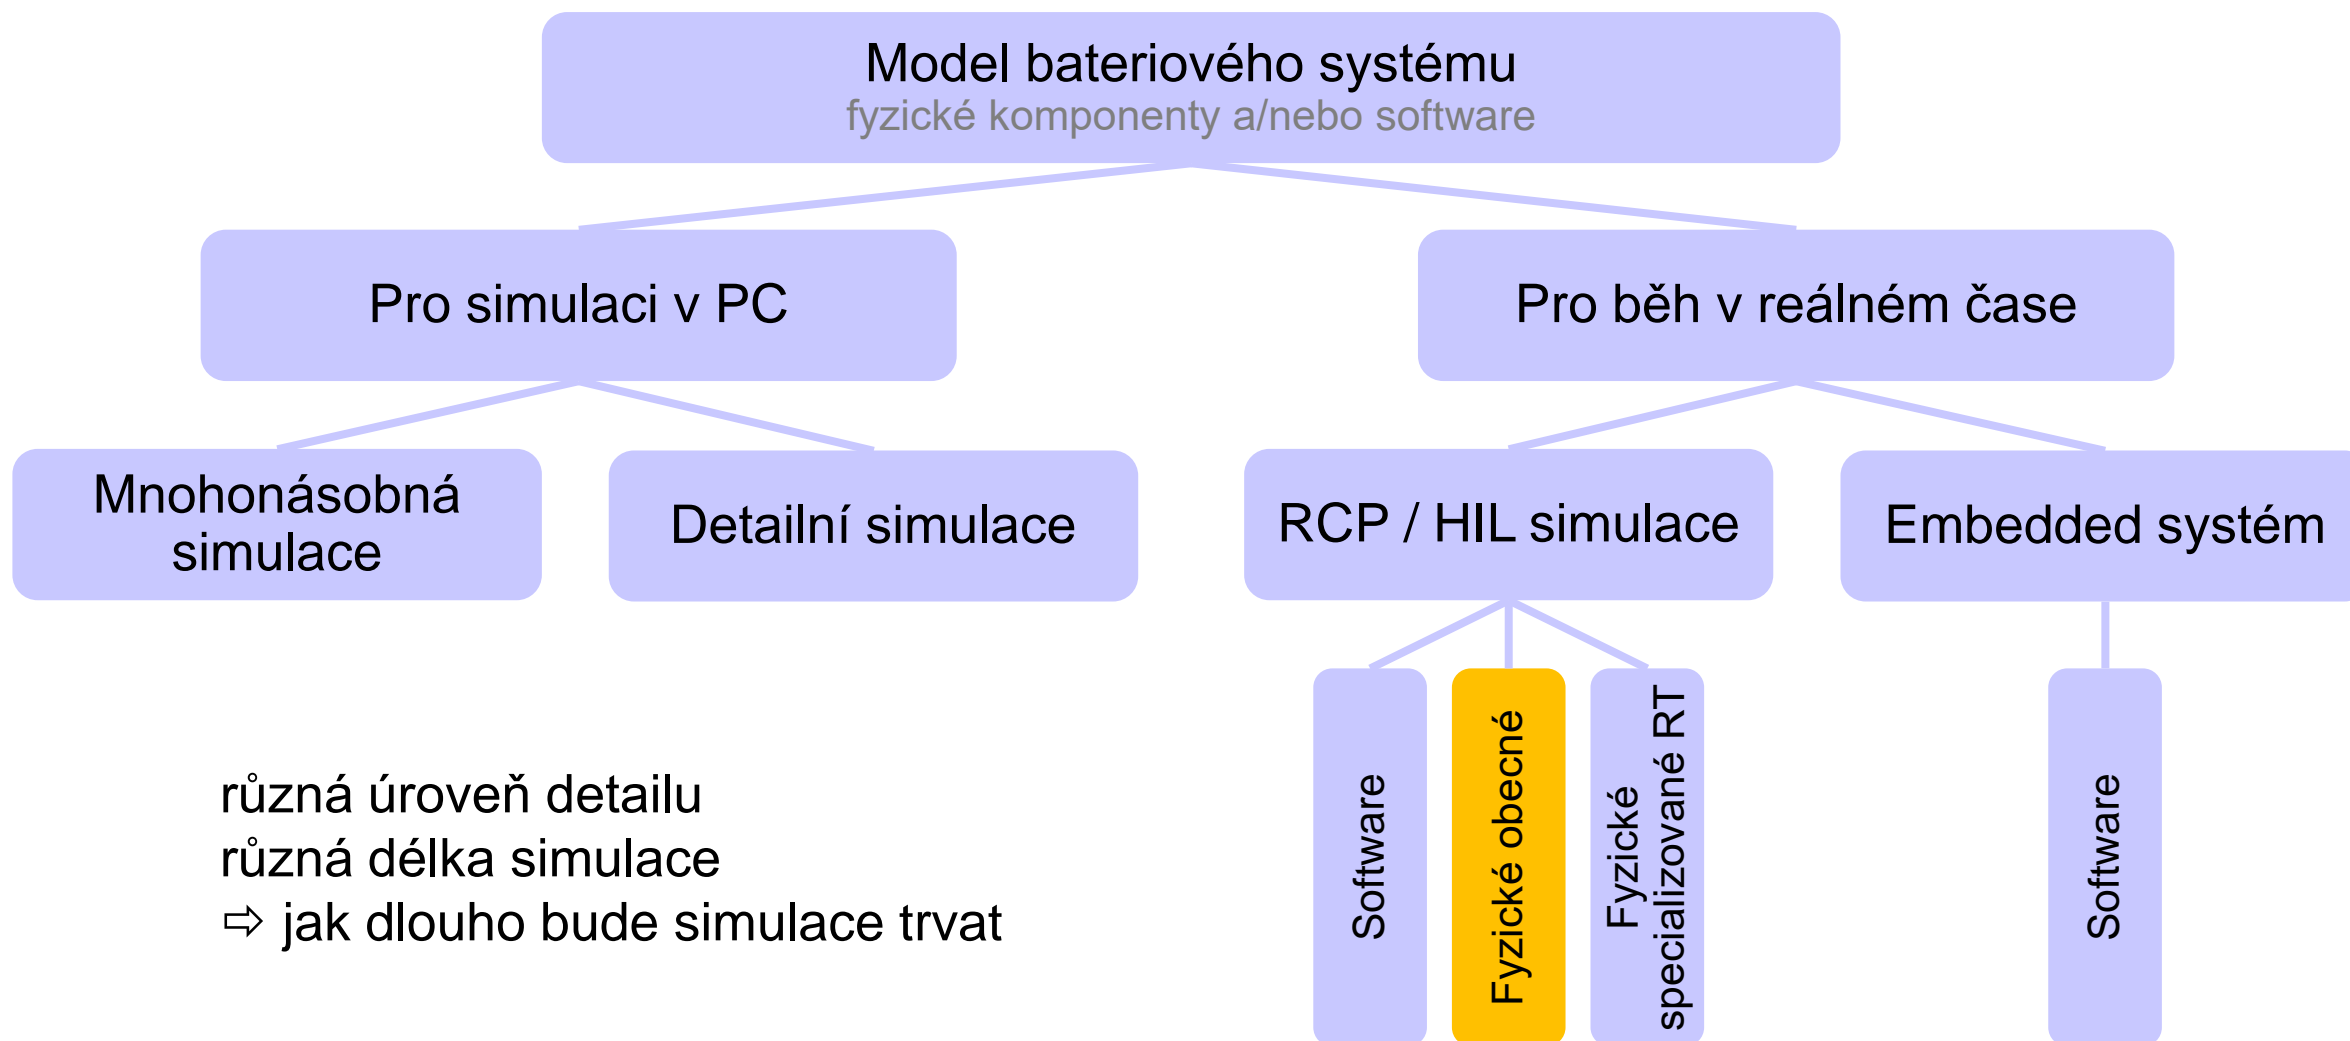 Model bateriového systému
fyzické komponenty a/nebo software
Pro simulaci v PC
Pro běh v reálném čase
Mnohonásobná
simulace
Detailní simulace
RCP / HIL simulace
Embedded systém
Software
Fyzické obecné
Fyzické
specializované RT
Software
různá úroveň detailu
různá délka simulace
⇨ jak dlouho bude simulace trvat